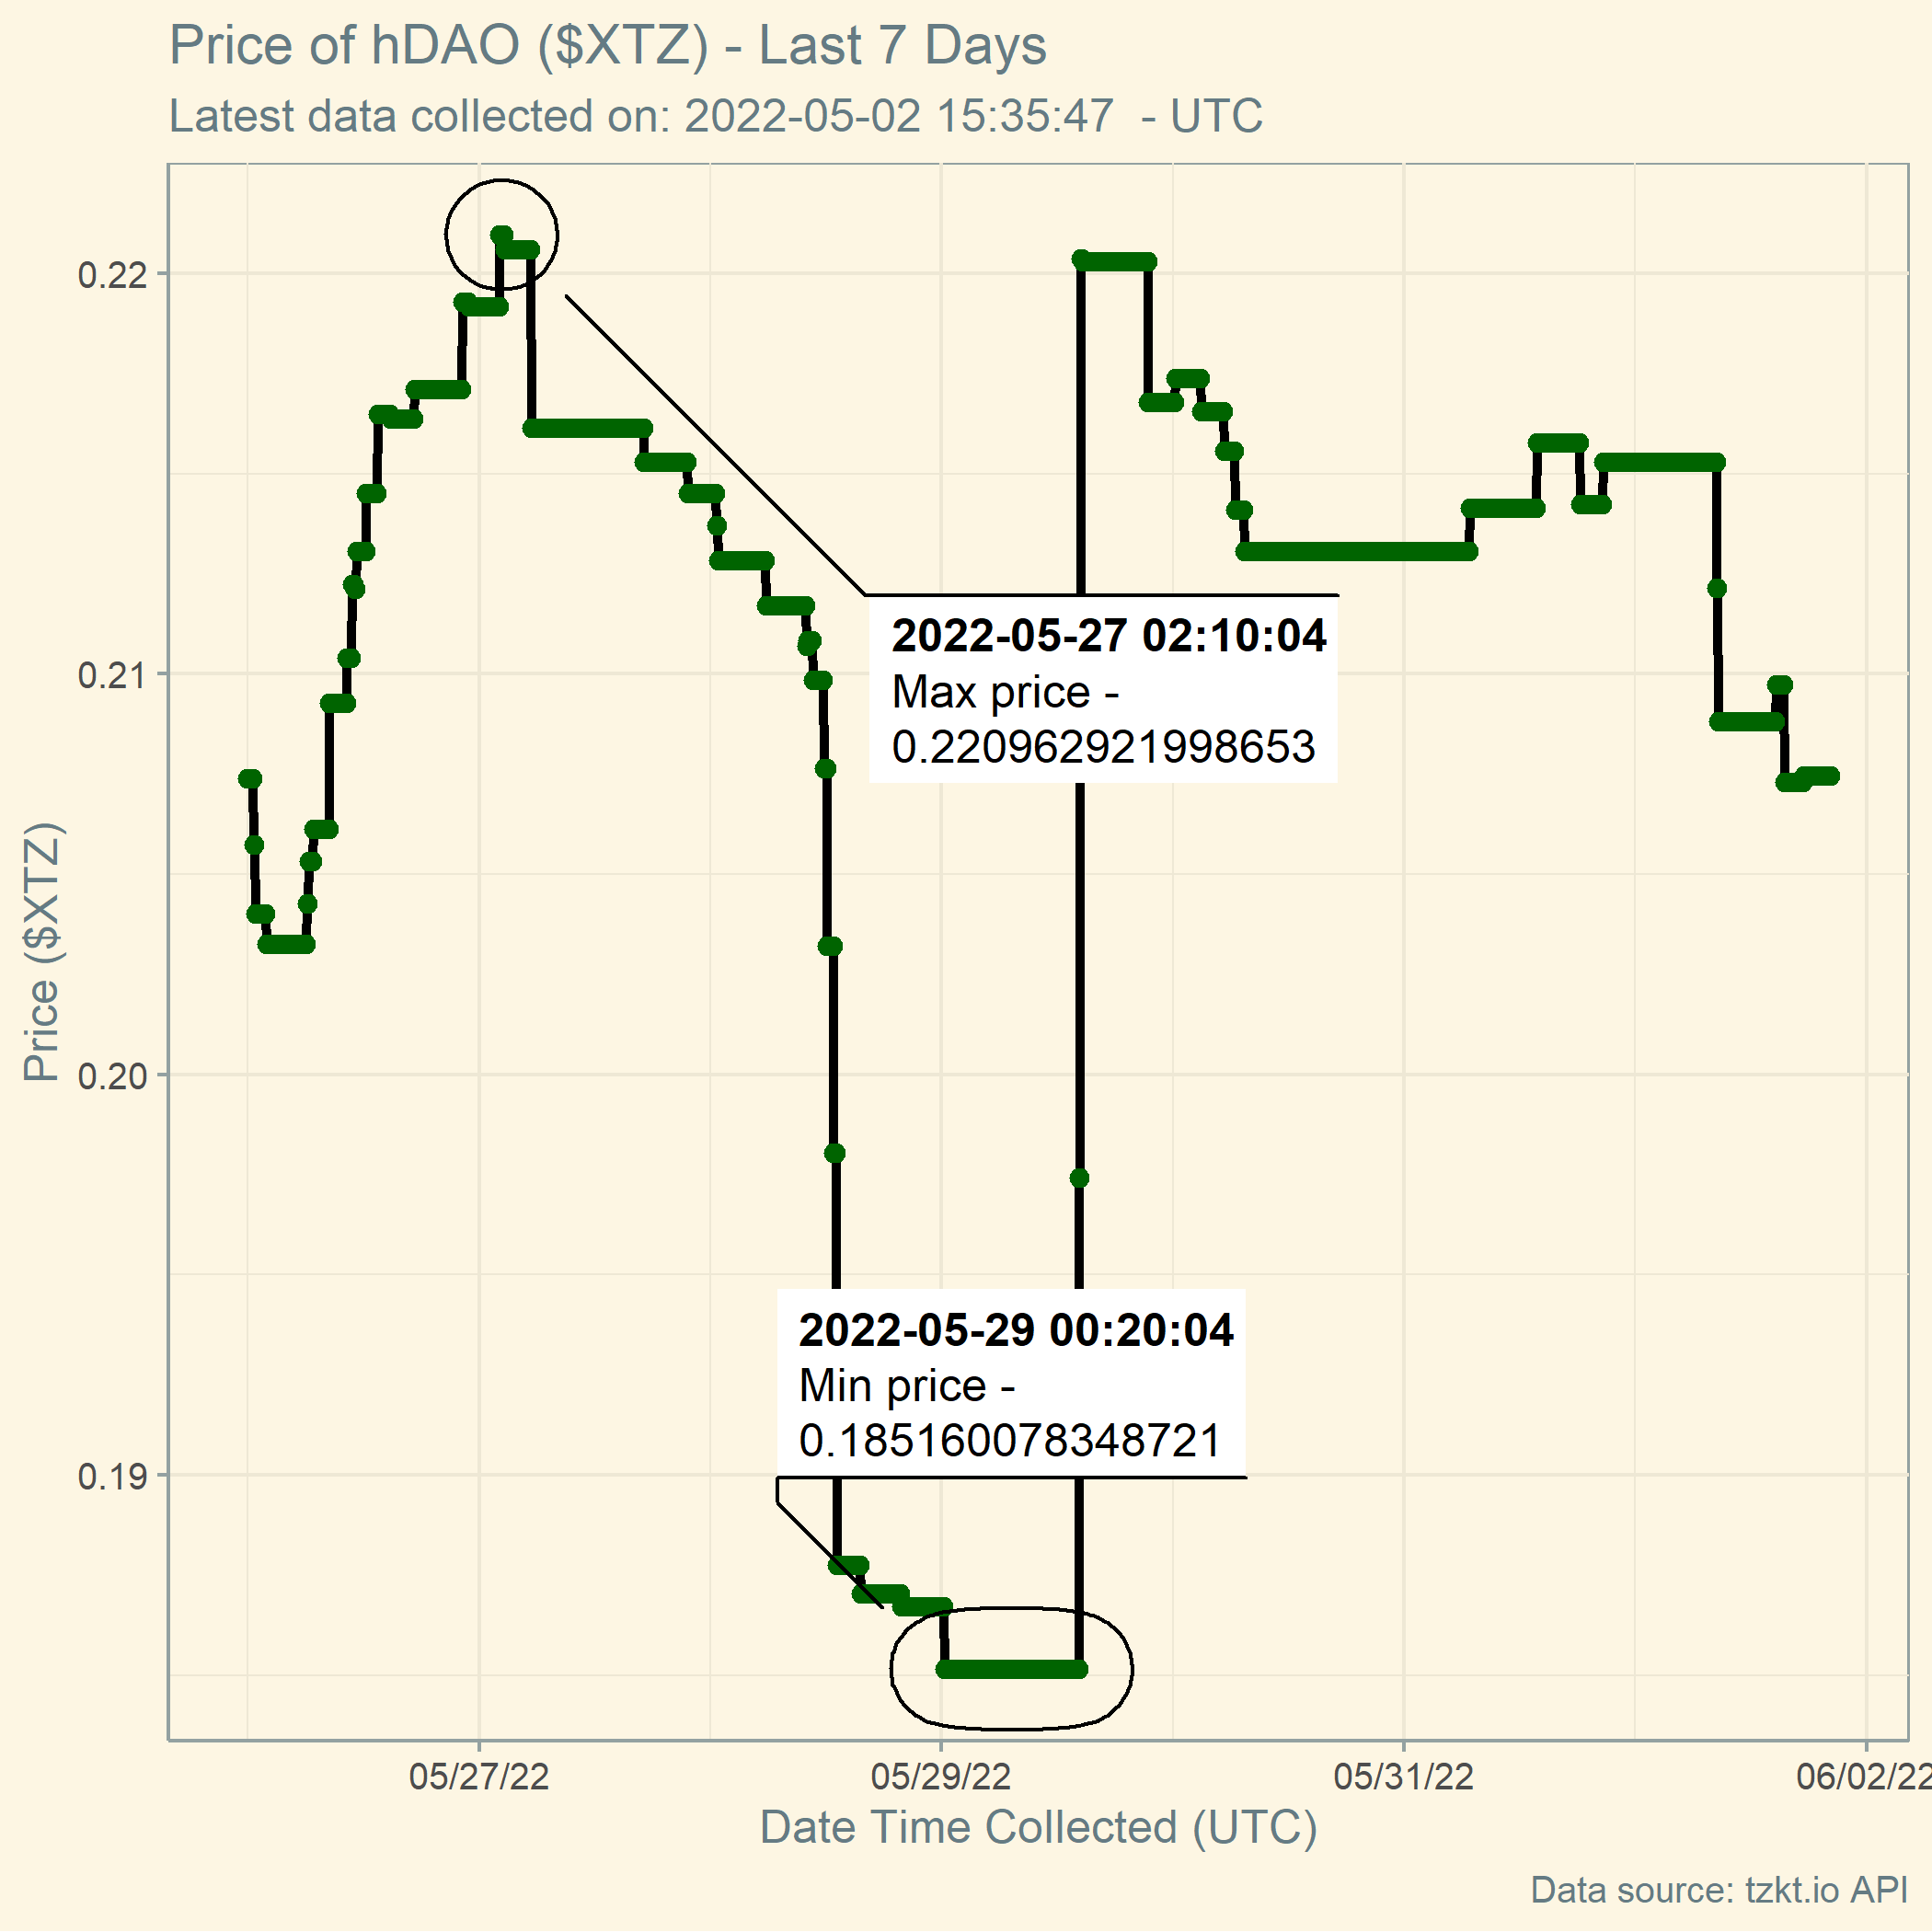 Price of hDAO ($XTZ) - Last 7 Days
Latest data collected on: 2022-05-02 15:35:47  - UTC
Price ($XTZ)
0.22
0.21
0.20
0.19
2022-05-27 02:10:04
Max price -
0.220962921998653
2022-05-29 00:20:04
Min price -
0.185160078348721
05/27/22
05/29/22
05/31/22
06/02/22
Date Time Collected (UTC)
Data source: tzkt.io API